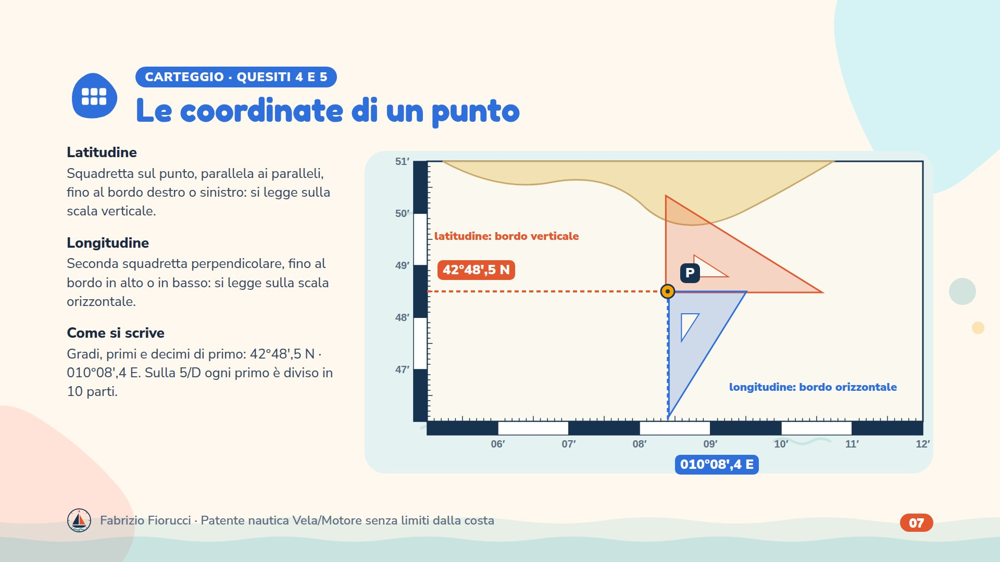 CARTEGGIO · QUESITI 4 E 5
Le coordinate di un punto
Latitudine
Squadretta sul punto, parallela ai paralleli,
fino al bordo destro o sinistro: si legge sulla
scala verticale.
Longitudine
Seconda squadretta perpendicolare, fino al
bordo in alto o in basso: si legge sulla scala
orizzontale.
Come si scrive
Gradi, primi e decimi di primo: 42°48',5 N ·
010°08',4 E. Sulla 5/D ogni primo è diviso in
10 parti.
51′
50′
latitudine: bordo verticale
49′
42°48',5 N
P
48′
47′
longitudine: bordo orizzontale
06′ 07′ 08′ 09′ 10′ 11′ 12′
010°08',4 E
Fabrizio Fiorucci · Patente nautica Vela/Motore senza limiti dalla costa
07